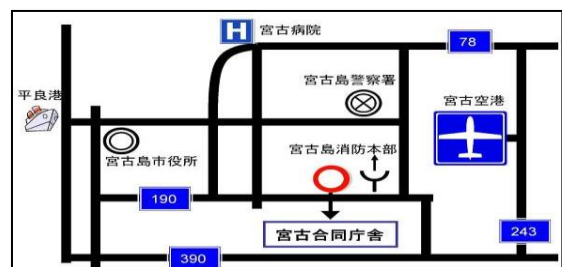 H 宮古病院
78
平良港
宮古島警察署
宮古空港
宮古島市役所
宮古島消防本部
190
宮古合同庁舎
243
390